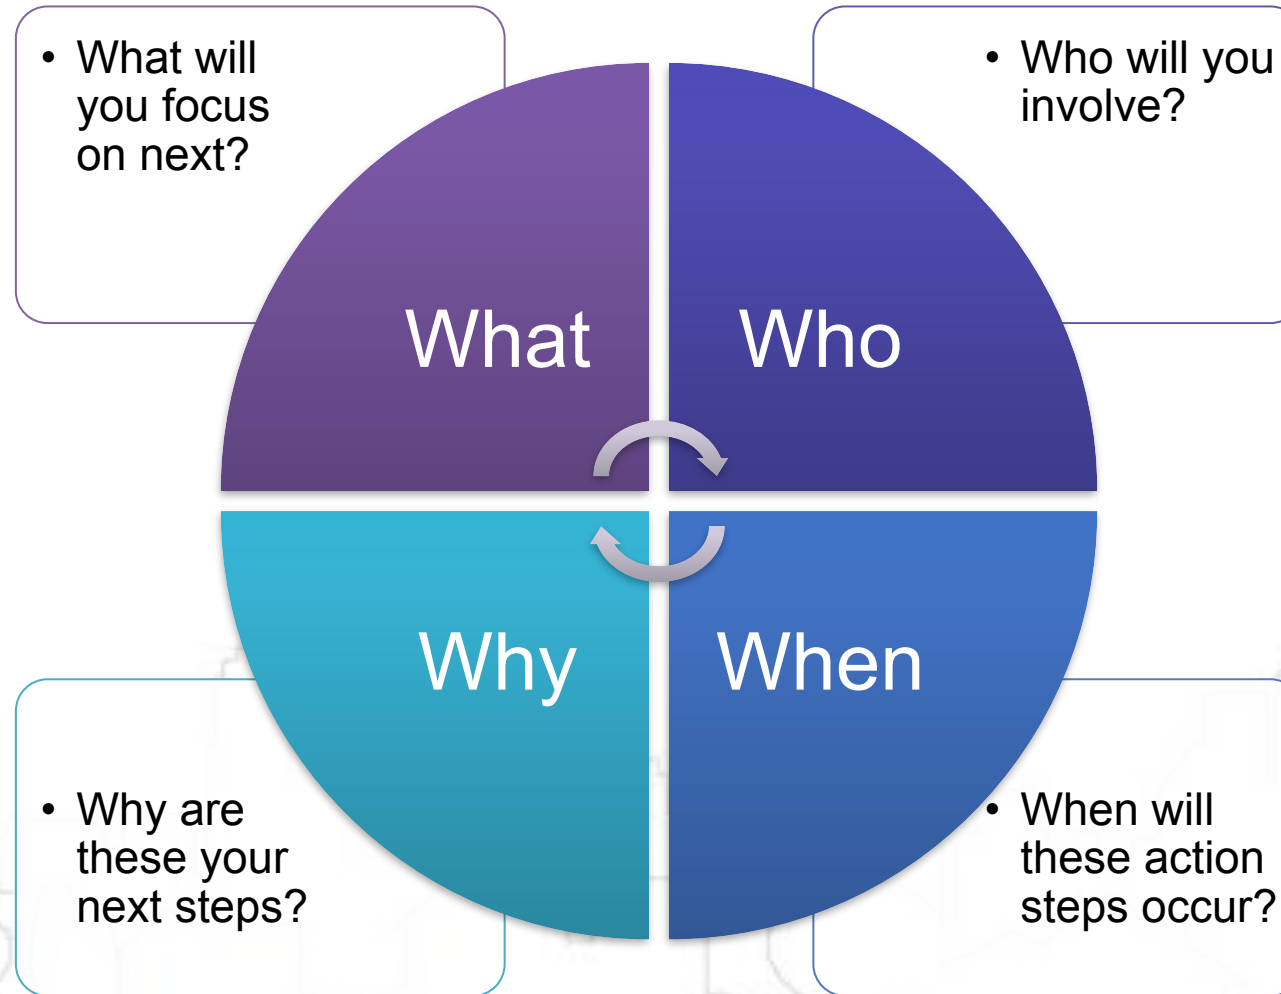 • What will
you focus
on next?
• Who will you
involve?
What
Who
Why
When
• Why are
these your
next steps?
• When will
these action
steps occur?